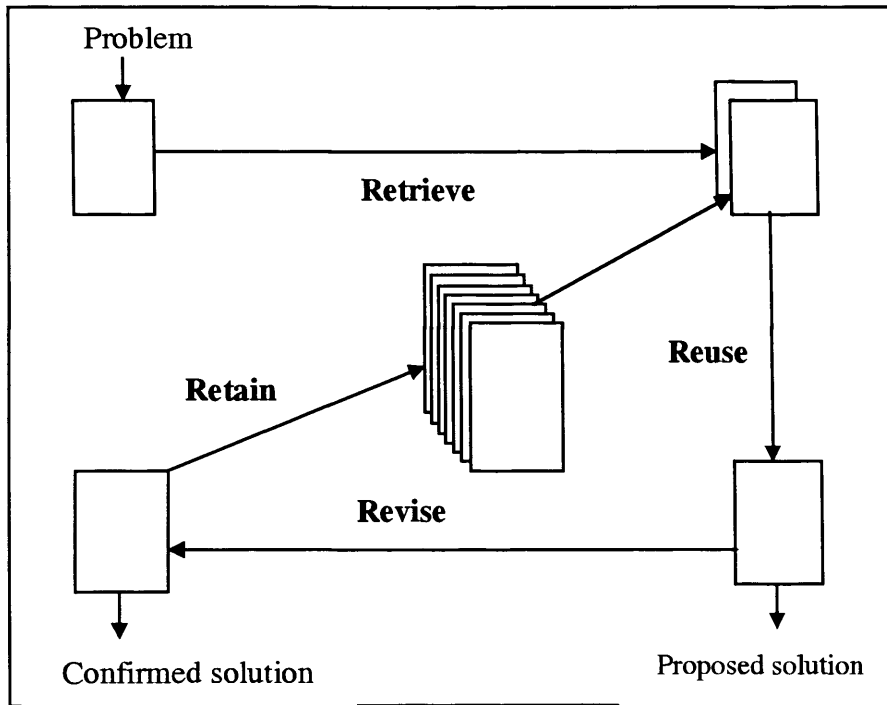 Problem
Retrieve
Reuse
Retain
Revise
Confirmed solution
Proposed solution